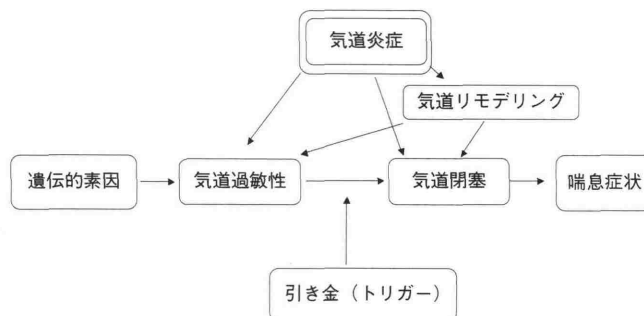 気道炎症
気道リモデリング
遺伝的素因
気道過敏性
気道閉塞
喘息症状
引き金（トリガー）